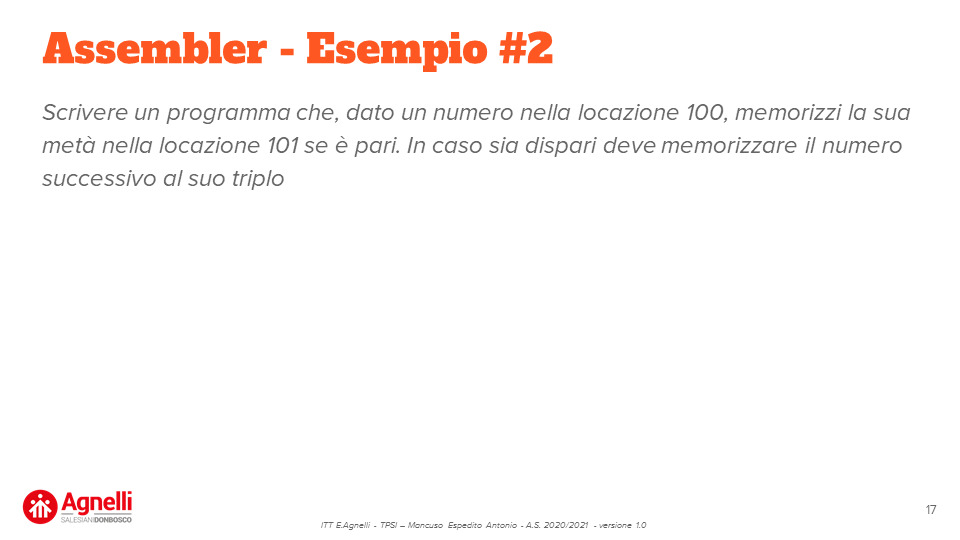 Assembler - Esempio #2
Scrivere un programma che, dato un numero nella locazione 100, memorizzi la sua
metà nella locazione 101 se è pari. In caso sia dispari deve memorizzare il numero
successivo al suo triplo
Agnelli
SALESIANIDONBOSCO
ITT E.Agnelli - TPSI – Mancuso Espedito Antonio - A.S. 2020/2021 - versione 1.0
17